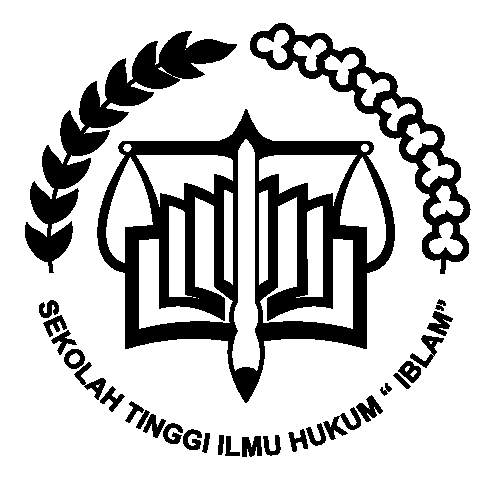 SEKOLAH TINGGI ILMU HUKUM “ IBLAM”